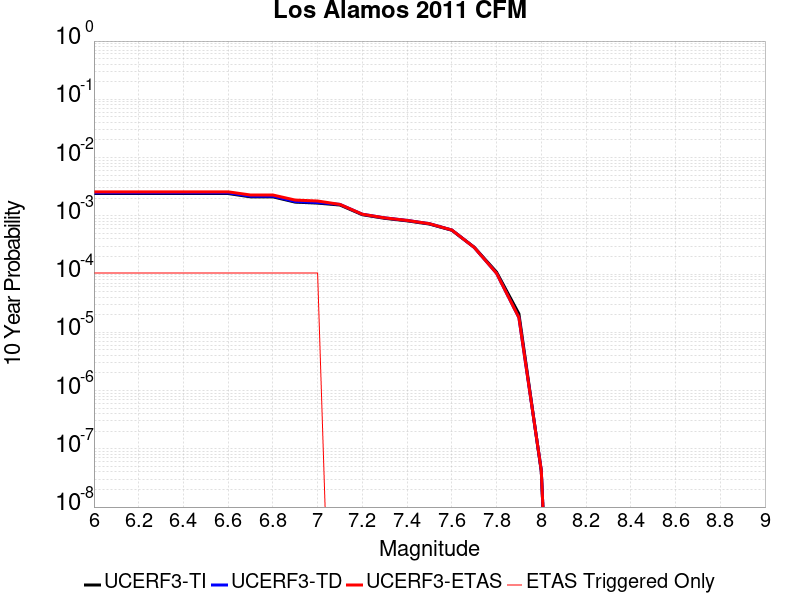 Los Alamos 2011 CFM
10 0
10 -1
10 -2
10 -3
10 -4
10 -5
10 -6
10 -7
10 -8
10 Year Probability
6 6.2 6.4 6.6 6.8 7 7.2 7.4 7.6 7.8 8 8.2 8.4 8.6 8.8 9
Magnitude
UCERF3-TI UCERF3-TD UCERF3-ETAS ETAS Triggered Only